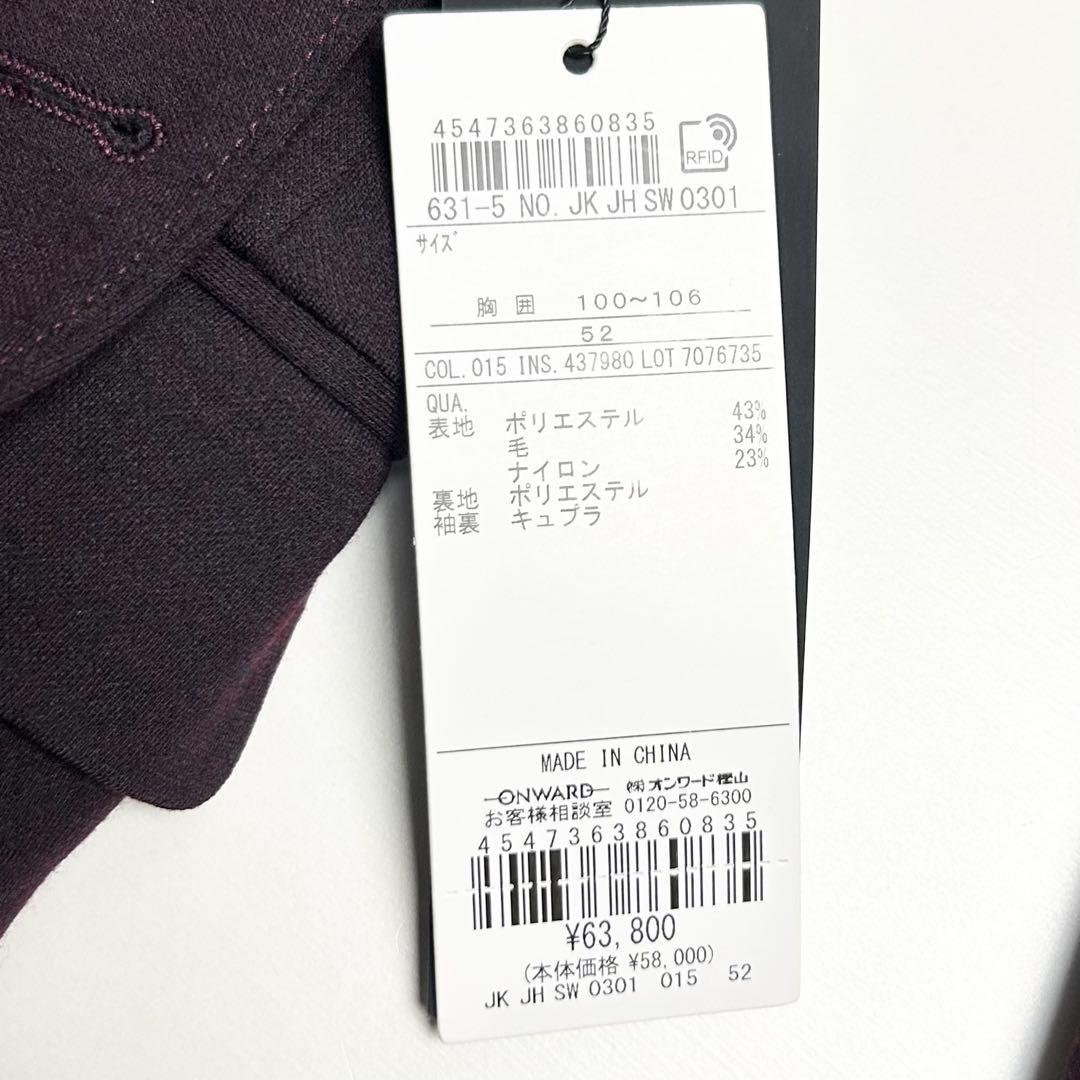 4547363860835
RFID
631-5 NO. JK JH SW 0301
サイズ
胸囲 100~106
52
COL. 015 INS. 437980 LOT 7076735
QUA.
表地 ポリエステル 43%
毛 34%
ナイロン 23%
裏地 ポリエステル
袖裏 キュプラ
MADE IN CHINA
ONWARD ㈱オンワード樫山
お客様相談室 0120-58-6300
4547363860835
¥63,800
(本体価格 ¥58,000)
JK JH SW 0301 015 52